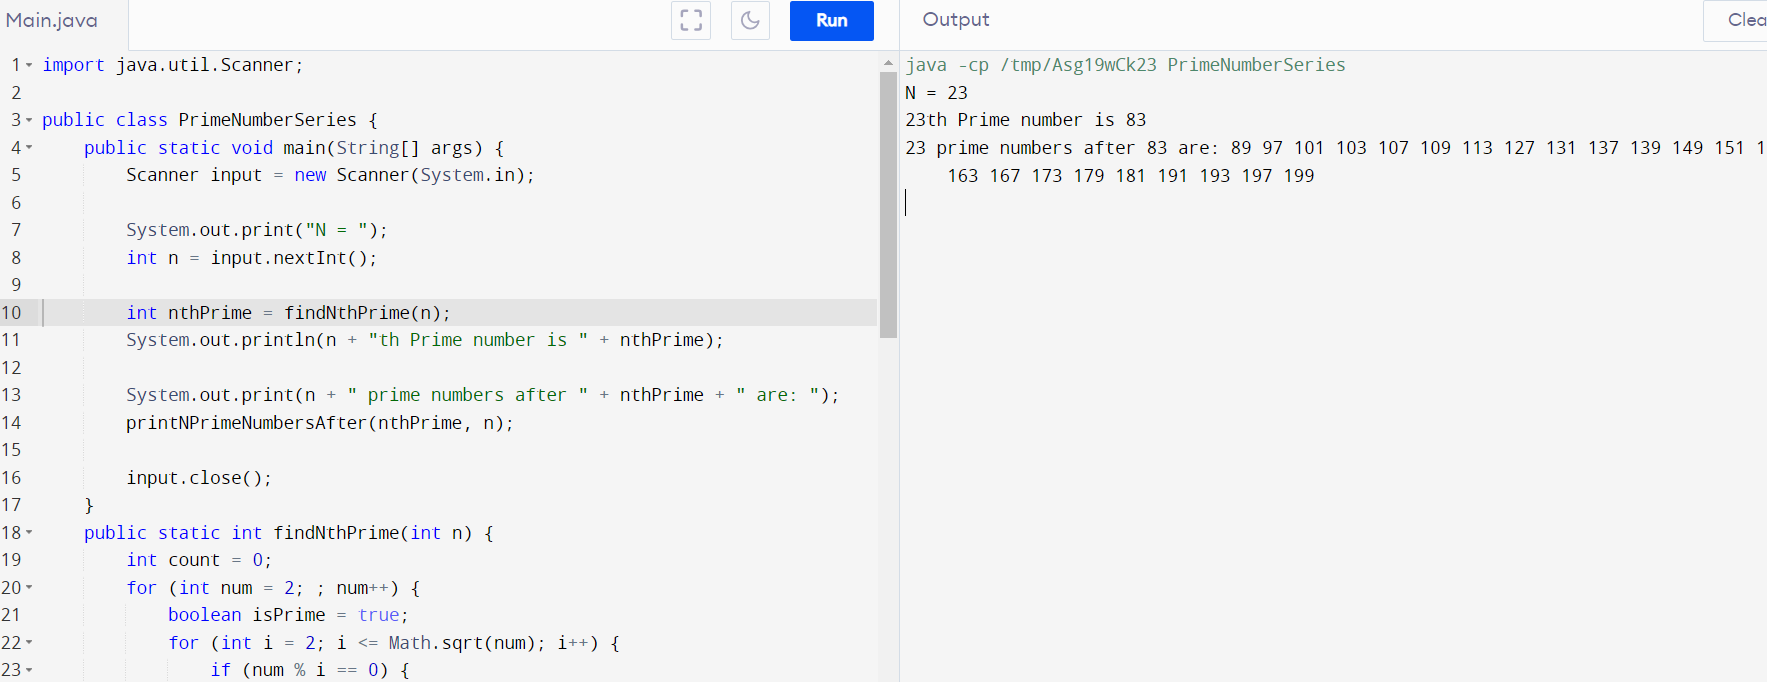 Main.java
Run
1 import java.util.Scanner;
2
3 public class PrimeNumberSeries {
4     public static void main(String[] args) {
5         Scanner input = new Scanner(System.in);
6
7         System.out.print("N = ");
8         int n = input.nextInt();
9
10         int nthPrime = findNthPrime(n);
11         System.out.println(n + "th Prime number is " + nthPrime);
12
13         System.out.print(n + " prime numbers after " + nthPrime + " are: ");
14         printNPrimeNumbersAfter(nthPrime, n);
15
16         input.close();
17     }
18     public static int findNthPrime(int n) {
19         int count = 0;
20         for (int num = 2; ; num++) {
21             boolean isPrime = true;
22             for (int i = 2; i <= Math.sqrt(num); i++) {
23                 if (num % i == 0) {
Output
Clea
java -cp /tmp/Asg19wCk23 PrimeNumberSeries
N = 23
23th Prime number is 83
23 prime numbers after 83 are: 89 97 101 103 107 109 113 127 131 137 139 149 151 1
163 167 173 179 181 191 193 197 199